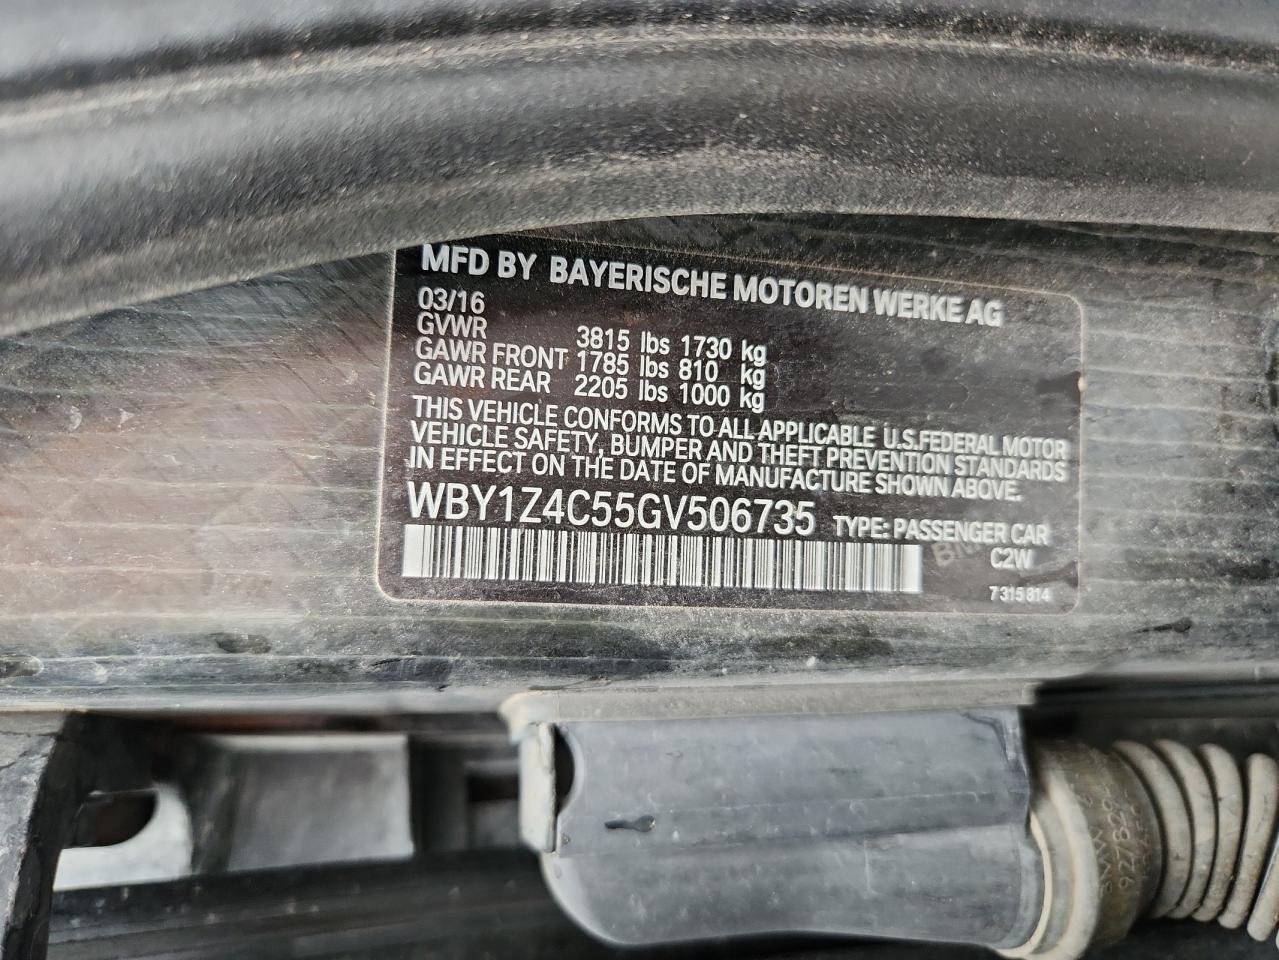 MFD BY BAYERISCHE MOTOREN WERKE AG
03/16
GVWR 3815 lbs 1730 kg
GAWR FRONT 1785 lbs 810 kg
GAWR REAR 2205 lbs 1000 kg
THIS VEHICLE CONFORMS TO ALL APPLICABLE U.S.FEDERAL MOTOR
VEHICLE SAFETY, BUMPER AND THEFT PREVENTION STANDARDS
IN EFFECT ON THE DATE OF MANUFACTURE SHOWN ABOVE.
WBY1Z4C55GV506735 TYPE: PASSENGER CAR
C2W
7 315 814